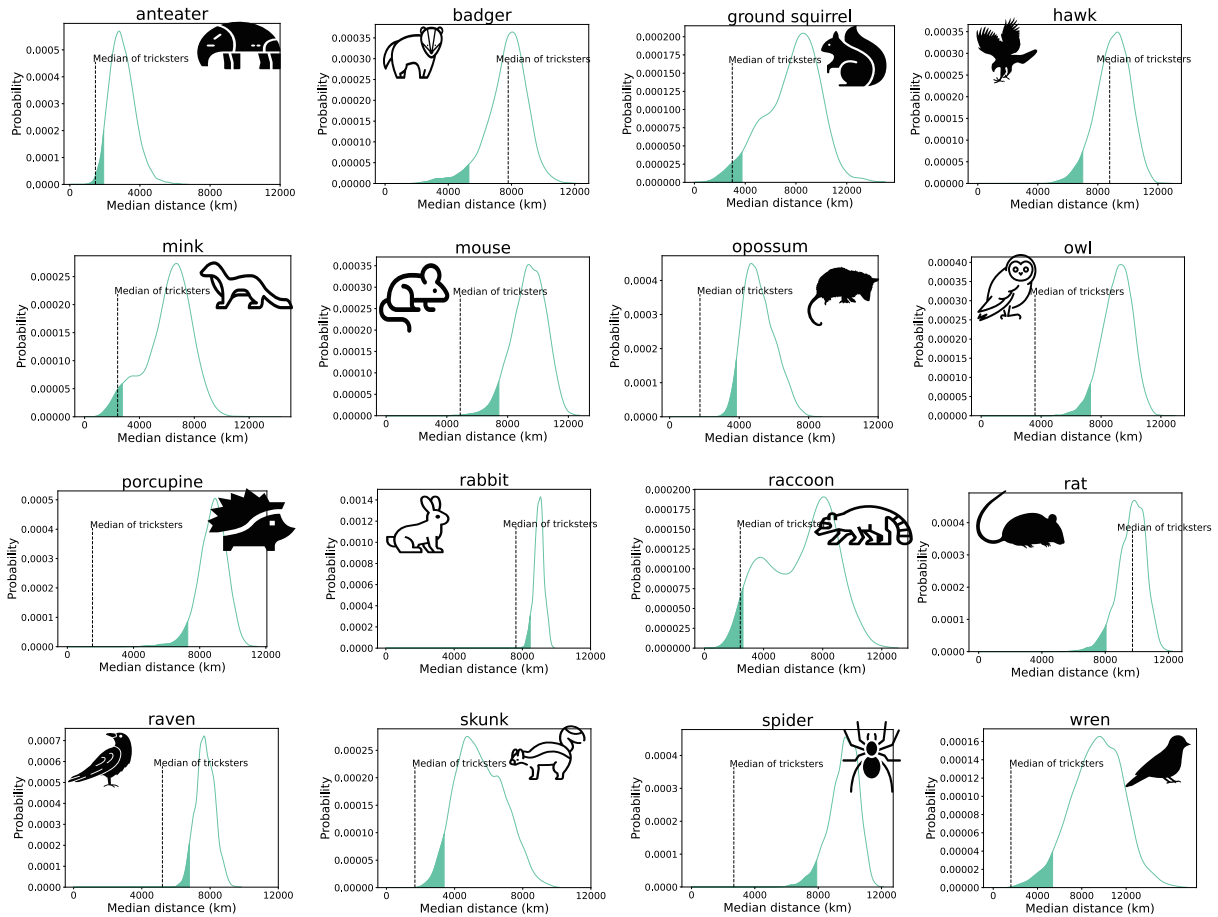 anteater
Probability
0,0005
0,0004
0,0003
0,0002
0,0001
0,0000
Median of tricksters
0 4000 8000 12000
Median distance (km)
badger
Probability
0.00035
0.00030
0.00025
0.00020
0.00015
0.00010
0.00005
0.00000
Median of tricksters
0 4000 8000 12000
Median distance (km)
ground squirrel
Probability
0.000200
0.000175
0.000150
0.000125
0.000100
0.000075
0.000050
0.000025
0.000000
Median of tricksters
0 4000 8000 12000
Median distance (km)
hawk
Probability
0.00035
0.00030
0.00025
0.00020
0.00015
0.00010
0.00005
0.00000
Median of tricksters
0 4000 8000 12000
Median distance (km)
mink
Probability
0.00025
0.00020
0.00015
0.00010
0.00005
0.00000
Median of tricksters
0 4000 8000 12000
Median distance (km)
mouse
Probability
0.00035
0.00030
0.00025
0.00020
0.00015
0.00010
0.00005
0.00000
Median of tricksters
0 4000 8000 12000
Median distance (km)
opossum
Probability
0,0004
0,0003
0,0002
0,0001
0,0000
Median of tricksters
0 4000 8000 12000
Median distance (km)
owl
Probability
0.00040
0.00035
0.00030
0.00025
0.00020
0.00015
0.00010
0.00005
0.00000
Median of tricksters
0 4000 8000 12000
Median distance (km)
porcupine
Probability
0.0005
0.0004
0.0003
0.0002
0.0001
0.0000
Median of tricksters
0 4000 8000 12000
Median distance (km)
rabbit
Probability
0.0014
0.0012
0.0010
0.0008
0.0006
0.0004
0.0002
0.0000
Median of tricksters
0 4000 8000 12000
Median distance (km)
raccoon
Probability
0.000200
0.000175
0.000150
0.000125
0.000100
0.000075
0.000050
0.000025
0.000000
Median of tricksters
0 4000 8000 12000
Median distance (km)
rat
Probability
0.0004
0.0003
0.0002
0.0001
0.0000
Median of tricksters
0 4000 8000 12000
Median distance (km)
raven
Probability
0.0007
0.0006
0.0005
0.0004
0.0003
0.0002
0.0001
0.0000
Median of tricksters
0 4000 8000 12000
Median distance (km)
skunk
Probability
0.00025
0.00020
0.00015
0.00010
0.00005
0.00000
Median of tricksters
0 4000 8000 12000
Median distance (km)
spider
Probability
0.0004
0.0003
0.0002
0.0001
0.0000
Median of tricksters
0 4000 8000 12000
Median distance (km)
wren
Probability
0.00016
0.00014
0.00012
0.00010
0.00008
0.00006
0.00004
0.00002
0.00000
Median of tricksters
0 4000 8000 12000
Median distance (km)